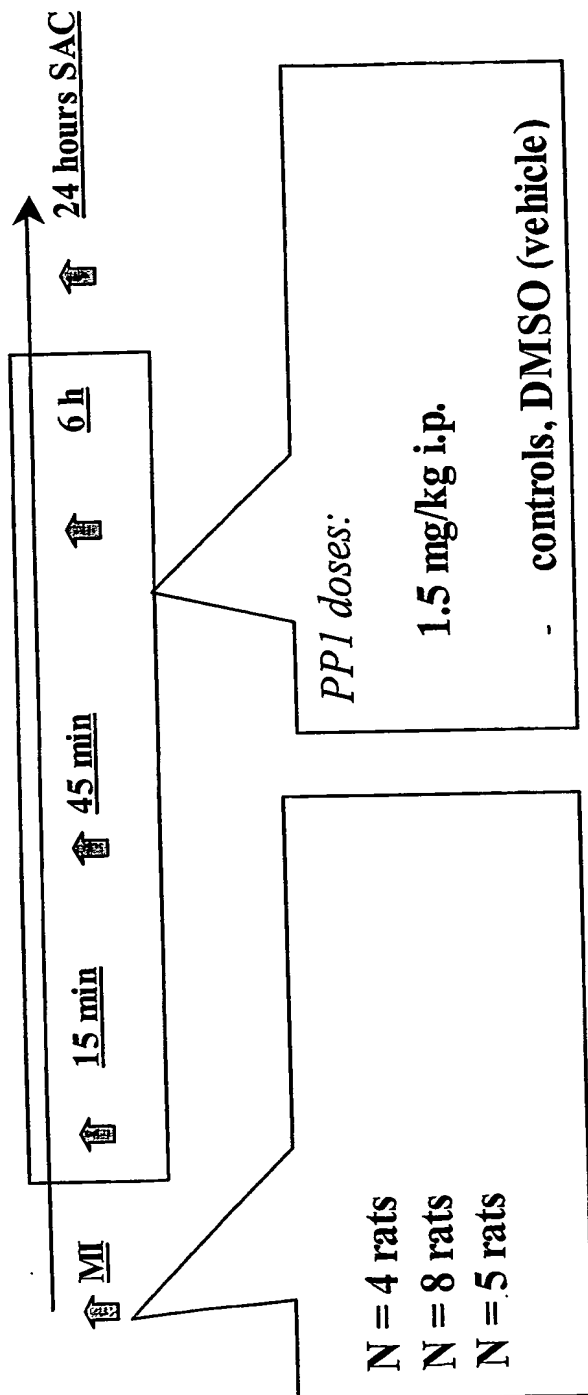 MI
15 min
45 min
6 h
24 hours SAC
N = 4 rats
N = 8 rats
N = 5 rats
PP1 doses:
1.5 mg/kg i.p.
- controls, DMSO (vehicle)